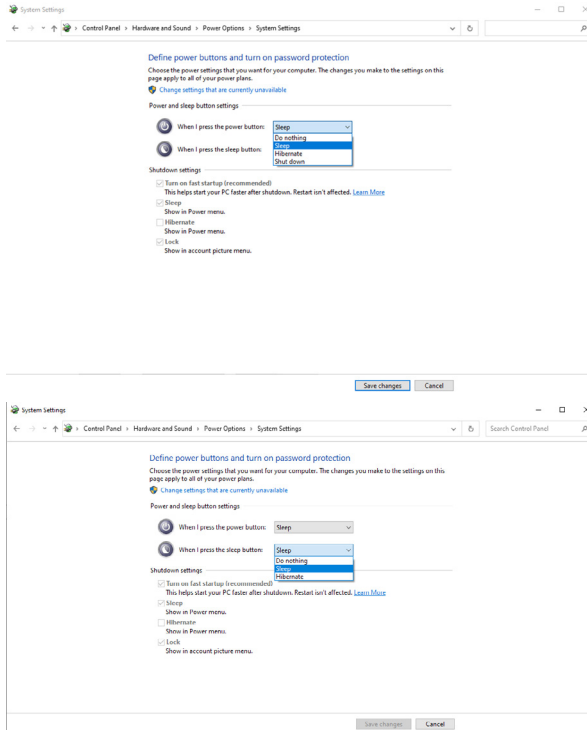 System Settings
Control Panel > Hardware and Sound > Power Options > System Settings
Define power buttons and turn on password protection
Choose the power settings that you want for your computer. The changes you make to the settings on this
page apply to all of your power plans.
Change settings that are currently unavailable
Power and sleep button settings
When I press the power button: Sleep
Do nothing
Sleep
When I press the sleep button:
Hibernate
Shut down
Shutdown settings
Turn on fast startup (recommended)
This helps start your PC faster after shutdown. Restart isn't affected. Learn More
Sleep
Show in Power menu.
Hibernate
Show in Power menu.
Lock
Show in account picture menu.
Save changes Cancel
System Settings
Control Panel > Hardware and Sound > Power Options > System Settings Search Control Panel
Define power buttons and turn on password protection
Choose the power settings that you want for your computer. The changes you make to the settings on this
page apply to all of your power plans.
Change settings that are currently unavailable
Power and sleep button settings
When I press the power button: Sleep
When I press the sleep button: Sleep
Do nothing
Sleep
Hibernate
Shutdown settings
Turn on fast startup (recommended)
This helps start your PC faster after shutdown. Restart isn't affected. Learn More
Sleep
Show in Power menu.
Hibernate
Show in Power menu.
Lock
Show in account picture menu.
Save changes Cancel